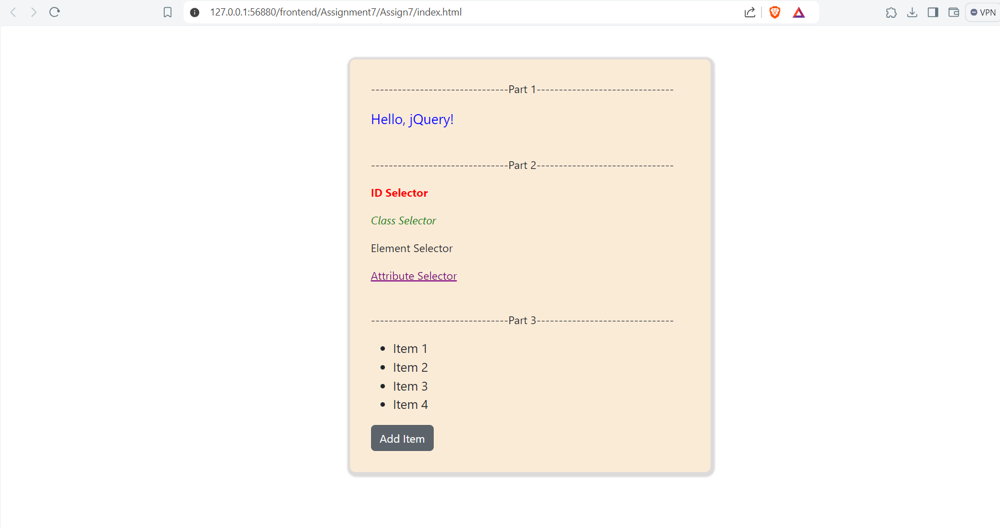 127.0.0.1:56880/frontend/Assignment7/Assign7/index.html
VPN
-------------------------------Part 1-------------------------------
Hello, jQuery!
-------------------------------Part 2-------------------------------
ID Selector
Class Selector
Element Selector
Attribute Selector
-------------------------------Part 3-------------------------------
Item 1
Item 2
Item 3
Item 4
Add Item